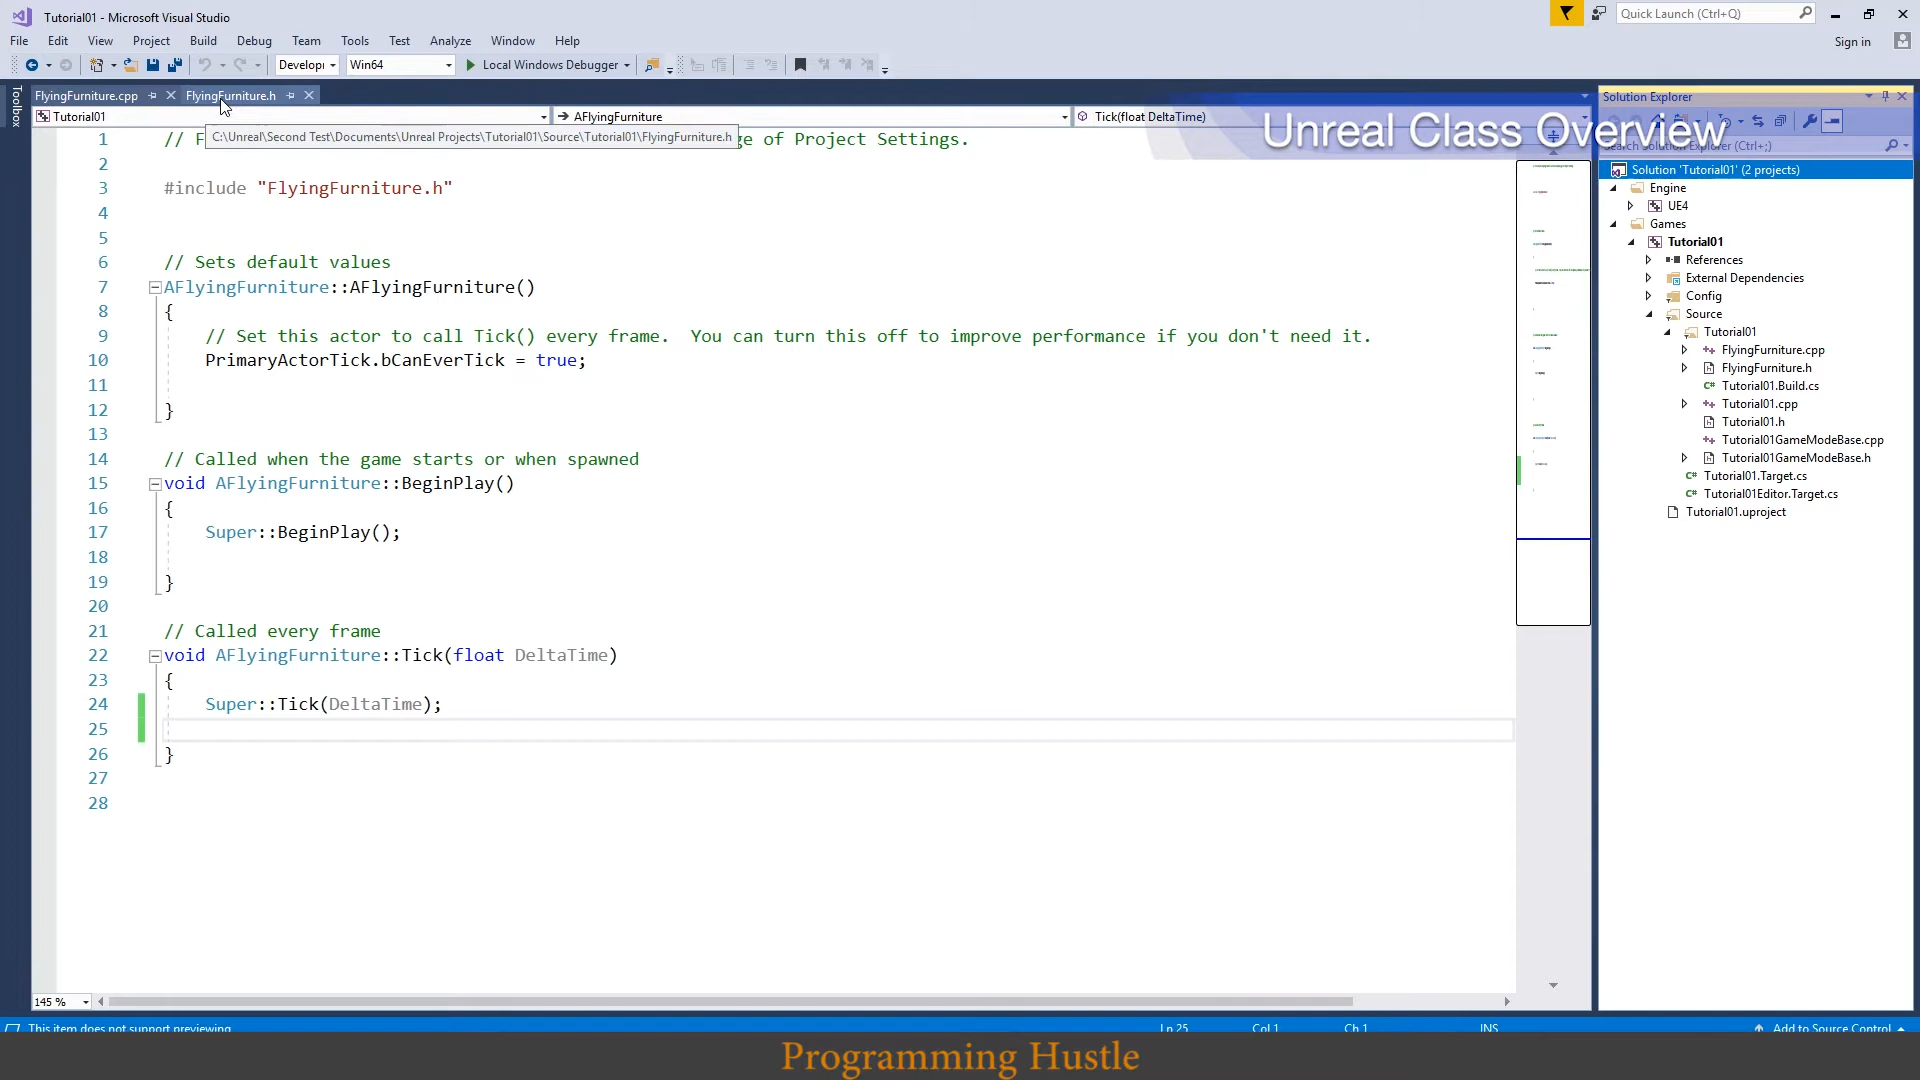 Tutorial01 - Microsoft Visual Studio
Quick Launch (Ctrl+Q)
File Edit View Project Build Debug Team Tools Test Analyze Window Help
Sign in
Develop Win64 Local Windows Debugger
Toolbox
FlyingFurniture.cpp FlyingFurniture.h
Tutorial01 AFlyingFurniture Tick(float DeltaTime)
C:\Unreal\Second Test\Documents\Unreal Projects\Tutorial01\Source\Tutorial01\FlyingFurniture.h
Unreal Class Overview
1 // F ge of Project Settings.
2
3 #include "FlyingFurniture.h"
4
5
6 // Sets default values
7 AFlyingFurniture::AFlyingFurniture()
8 {
9 // Set this actor to call Tick() every frame.  You can turn this off to improve performance if you don't need it.
10 PrimaryActorTick.bCanEverTick = true;
11
12 }
13
14 // Called when the game starts or when spawned
15 void AFlyingFurniture::BeginPlay()
16 {
17 Super::BeginPlay();
18
19 }
20
21 // Called every frame
22 void AFlyingFurniture::Tick(float DeltaTime)
23 {
24 Super::Tick(DeltaTime);
25
26 }
27
28
145 %
Solution Explorer
Search Solution Explorer (Ctrl+;)
Solution 'Tutorial01' (2 projects)
Engine
UE4
Games
Tutorial01
References
External Dependencies
Config
Source
Tutorial01
FlyingFurniture.cpp
FlyingFurniture.h
Tutorial01.Build.cs
Tutorial01.cpp
Tutorial01.h
Tutorial01GameModeBase.cpp
Tutorial01GameModeBase.h
Tutorial01.Target.cs
Tutorial01Editor.Target.cs
Tutorial01.uproject
This item does not support previewing Ln 25 Col 1 Ch 1 INS Add to Source Control
Programming Hustle